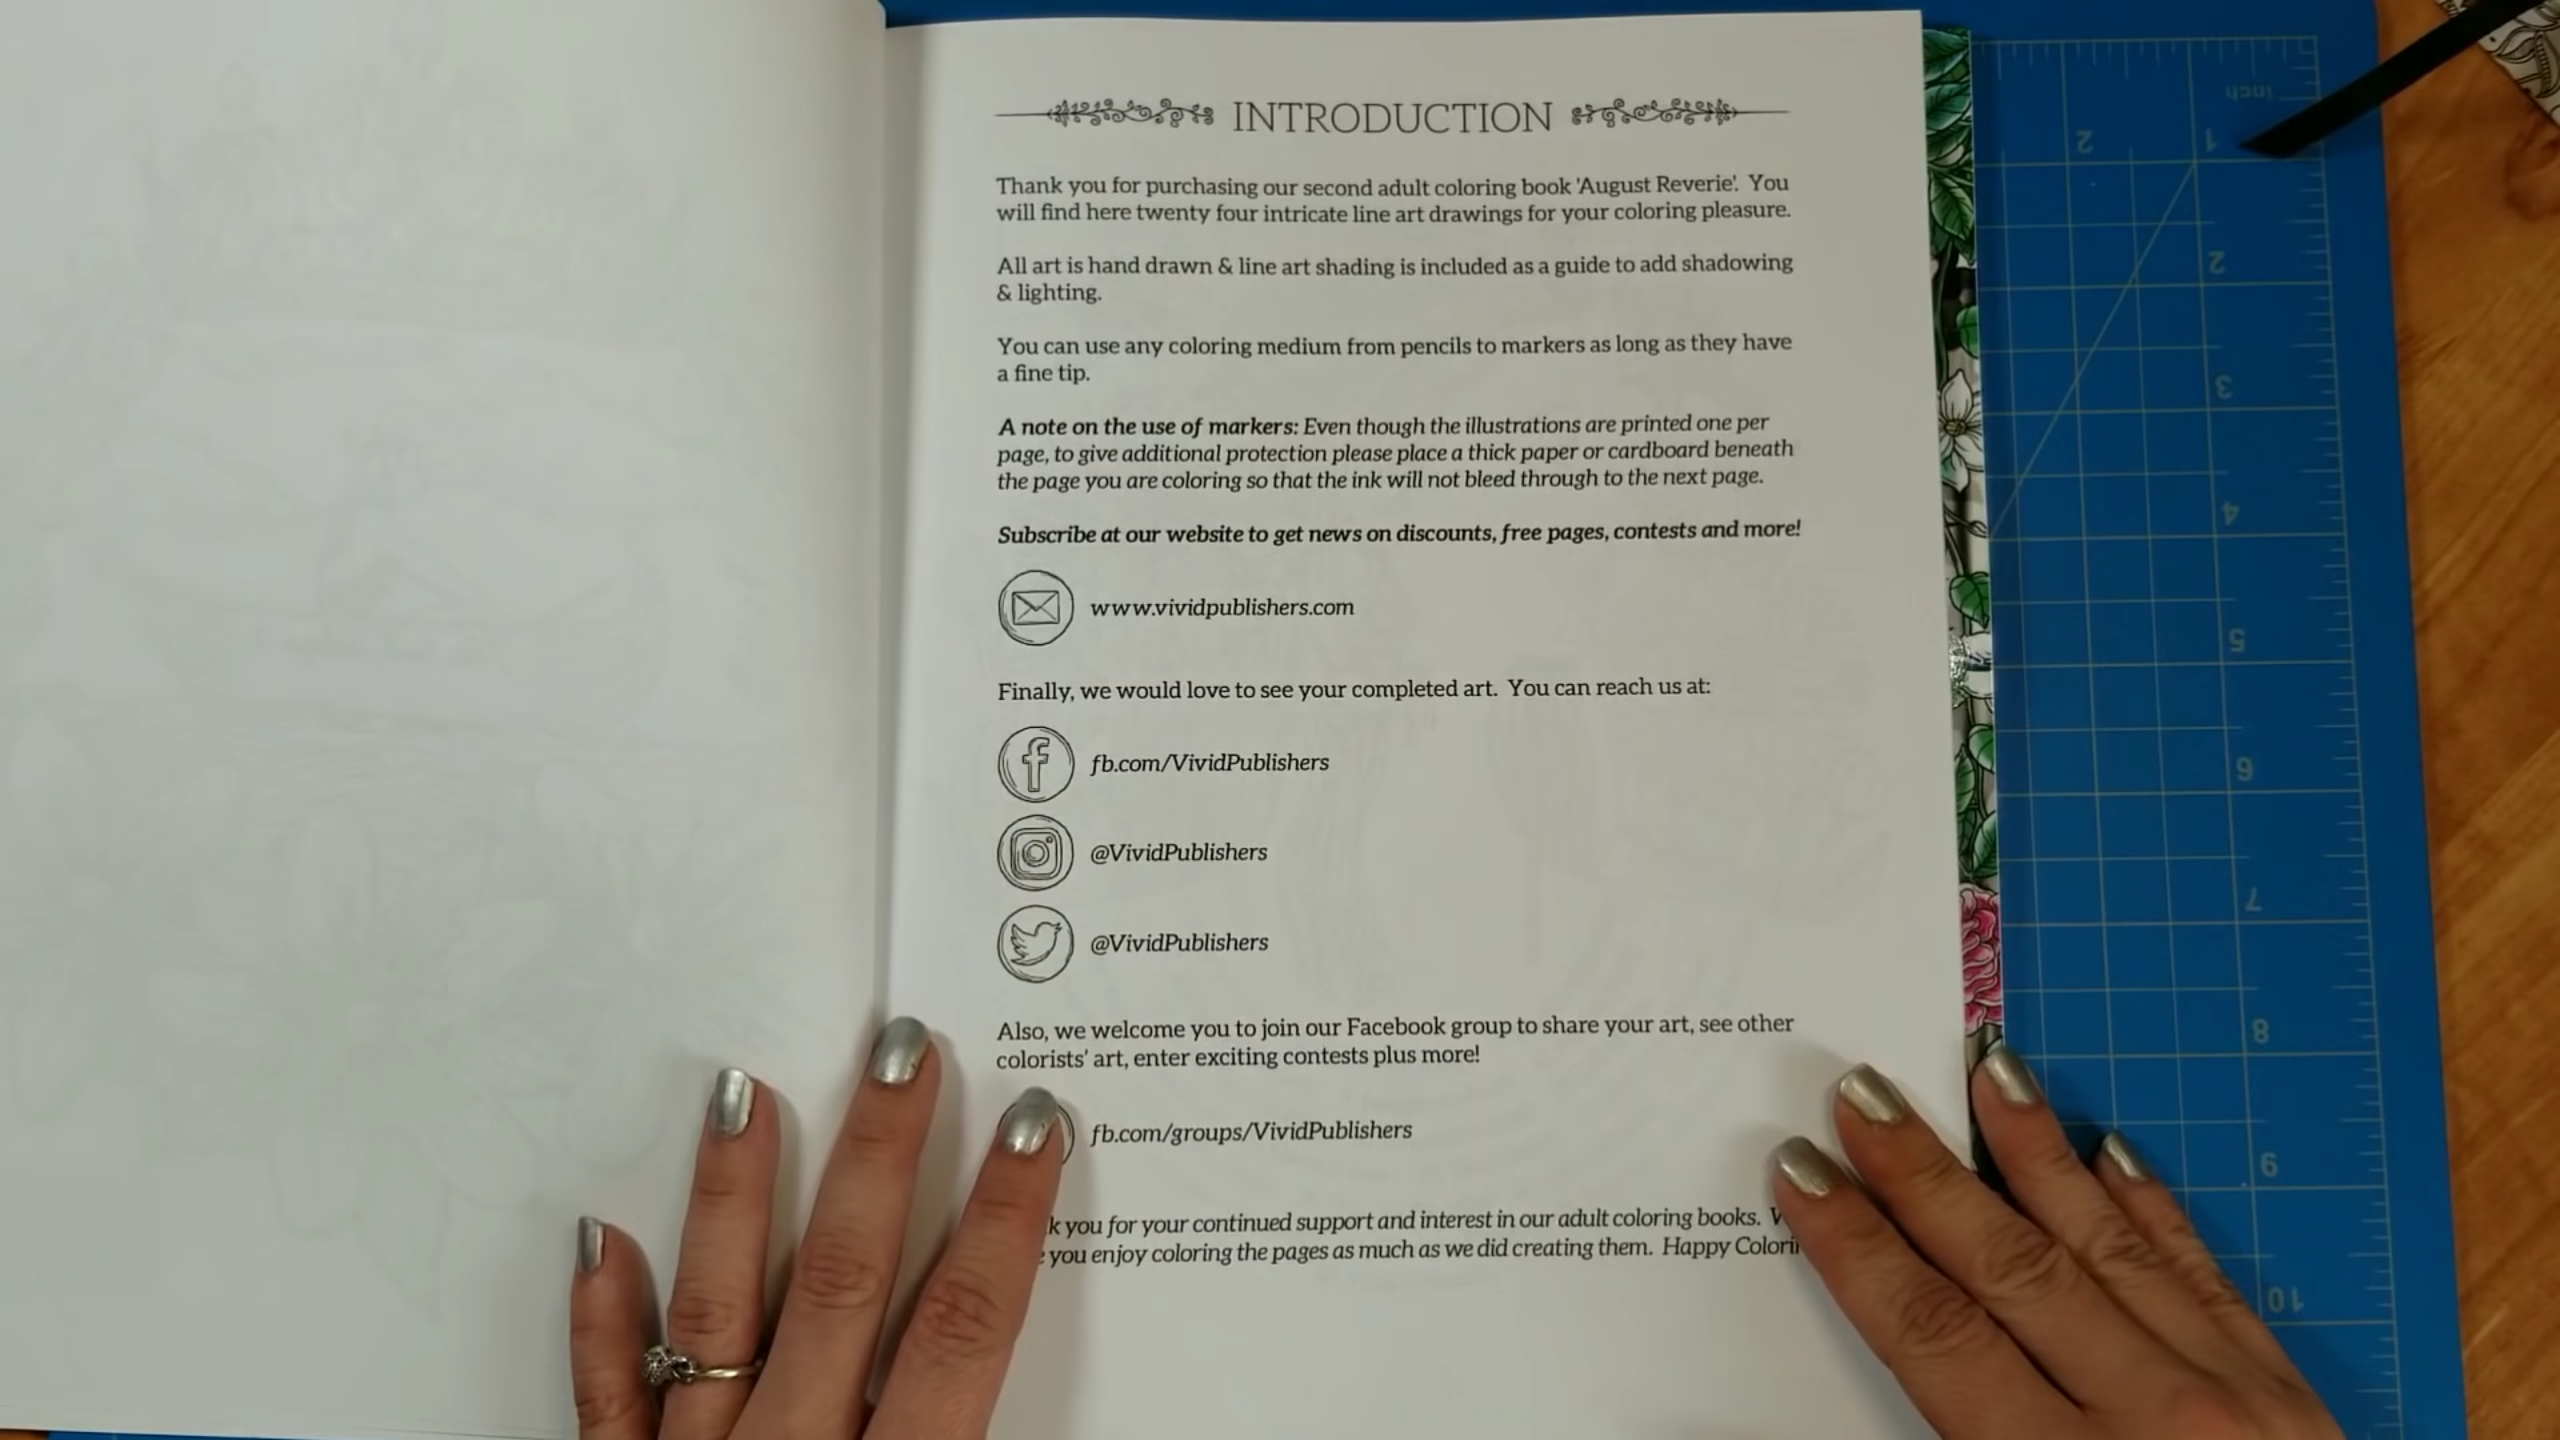 INTRODUCTION
Thank you for purchasing our second adult coloring book 'August Reverie'. You
will find here twenty four intricate line art drawings for your coloring pleasure.
All art is hand drawn & line art shading is included as a guide to add shadowing
& lighting.
You can use any coloring medium from pencils to markers as long as they have
a fine tip.
A note on the use of markers: Even though the illustrations are printed one per
page, to give additional protection please place a thick paper or cardboard beneath
the page you are coloring so that the ink will not bleed through to the next page.
Subscribe at our website to get news on discounts, free pages, contests and more!
www.vividpublishers.com
Finally, we would love to see your completed art. You can reach us at:
f
fb.com/VividPublishers
@VividPublishers
@VividPublishers
Also, we welcome you to join our Facebook group to share your art, see other
colorists' art, enter exciting contests plus more!
fb.com/groups/VividPublishers
you for your continued support and interest in our adult coloring books.
you enjoy coloring the pages as much as we did creating them. Happy
inch
1
2
2
3
4
5
6
7
8
9
10